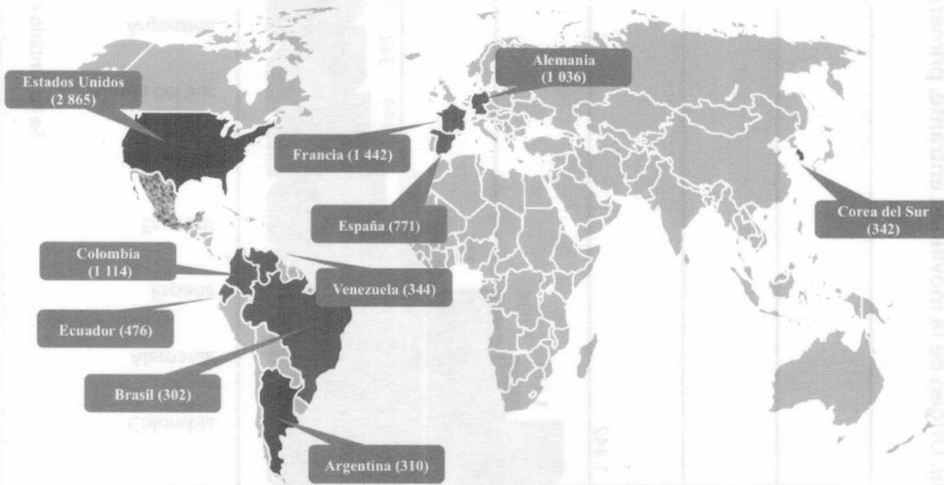 Estados Unidos
(2 865)
Alemania
(1 036)
Francia (1 442)
España (771)
Corea del Sur
(342)
Colombia
(1 114)
Venezuela (344)
Ecuador (476)
Brasil (302)
Argentina (310)